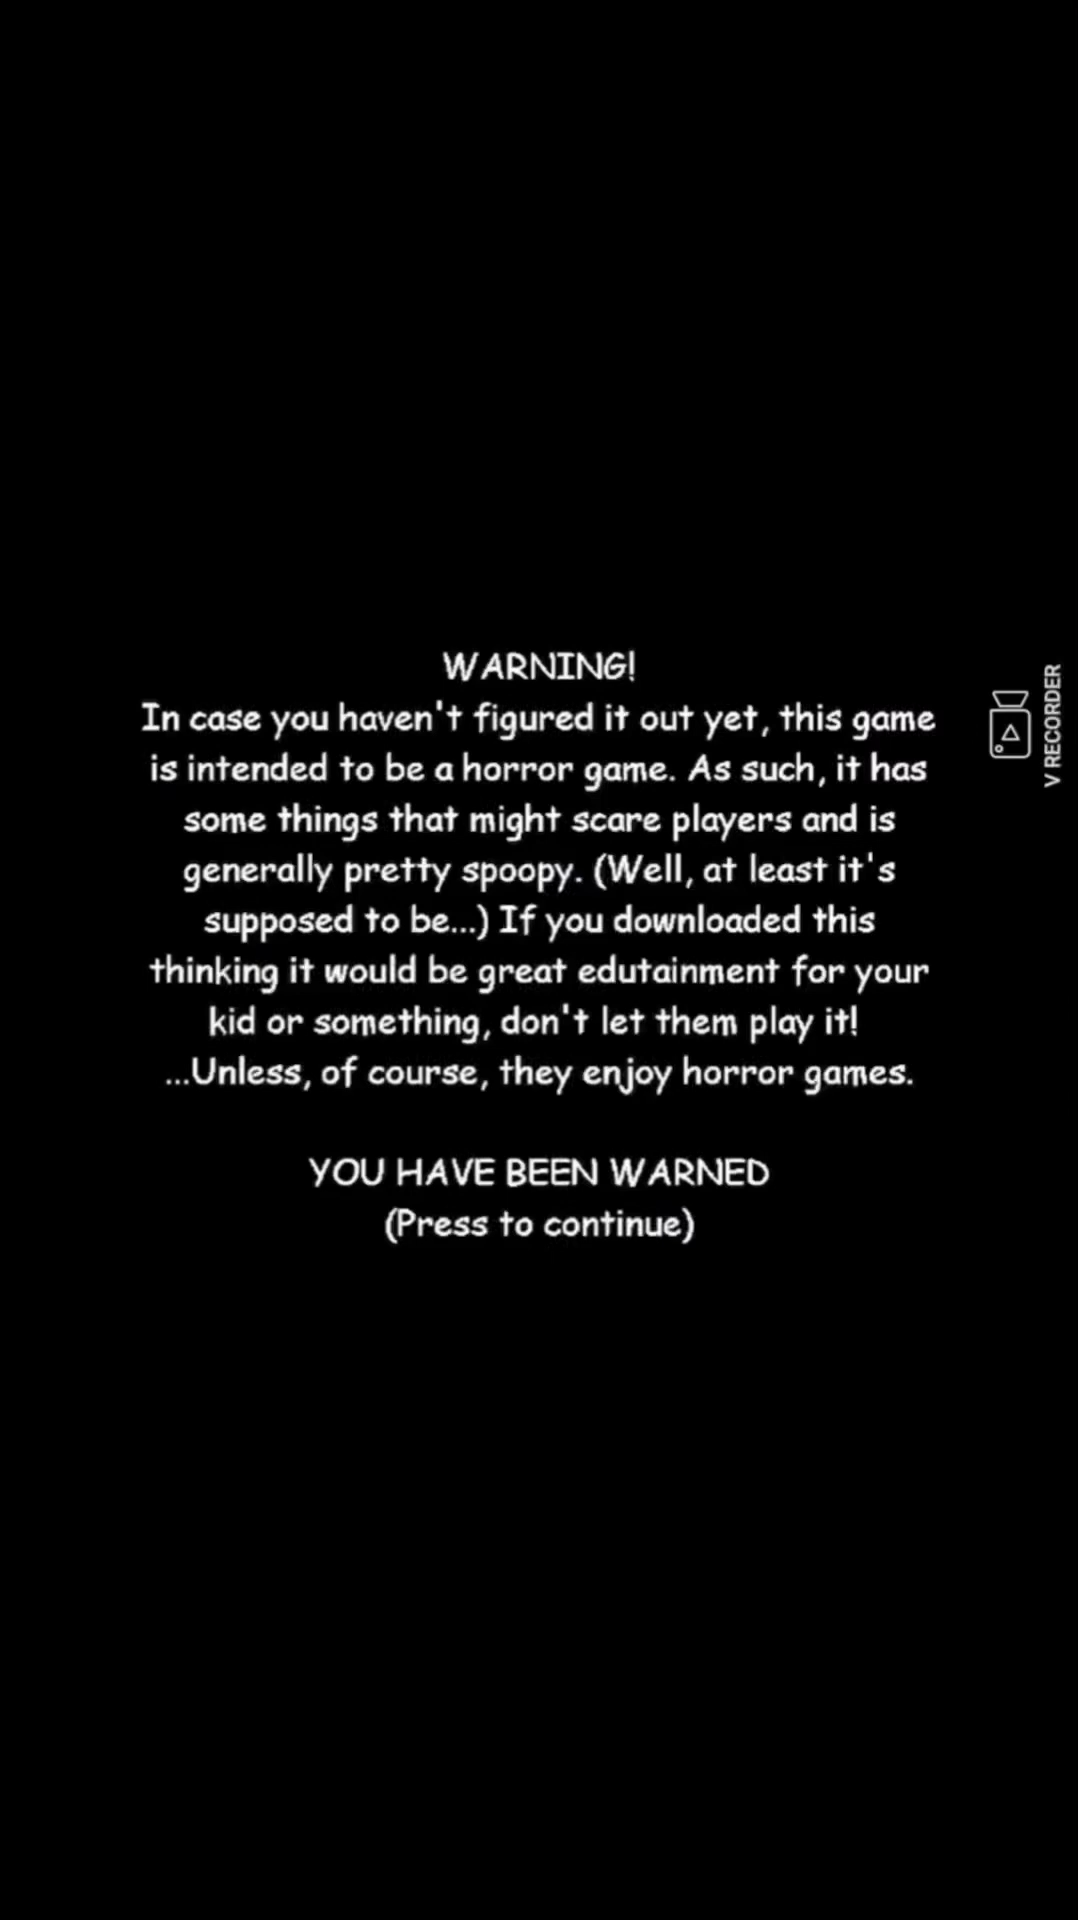 WARNING!
In case you haven't figured it out yet, this game
is intended to be a horror game. As such, it has
some things that might scare players and is
generally pretty spoopy. (Well, at least it's
supposed to be...) If you downloaded this
thinking it would be great edutainment for your
kid or something, don't let them play it!
...Unless, of course, they enjoy horror games.
YOU HAVE BEEN WARNED
(Press to continue)
V RECORDER